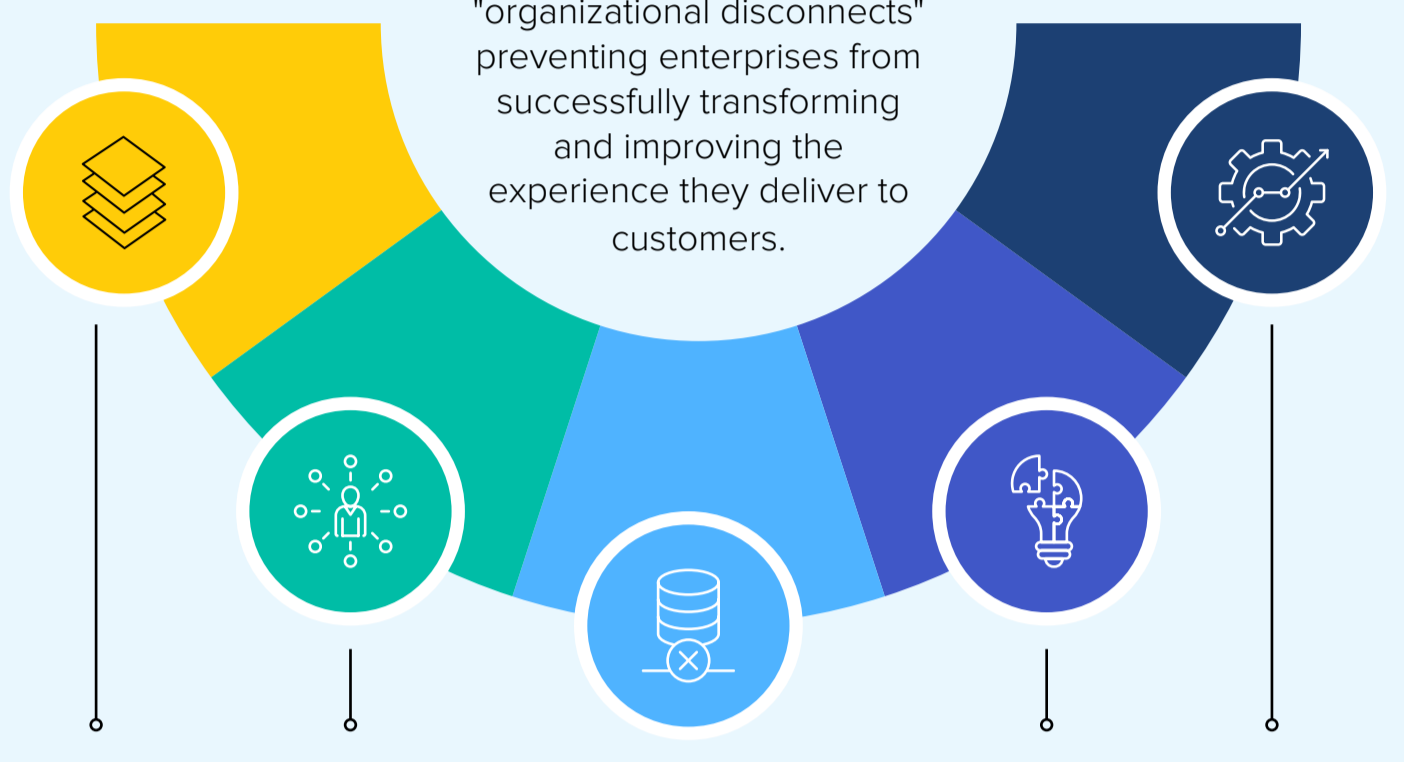 "organizational disconnects"
preventing enterprises from
successfully transforming
and improving the
experience they deliver to
customers.